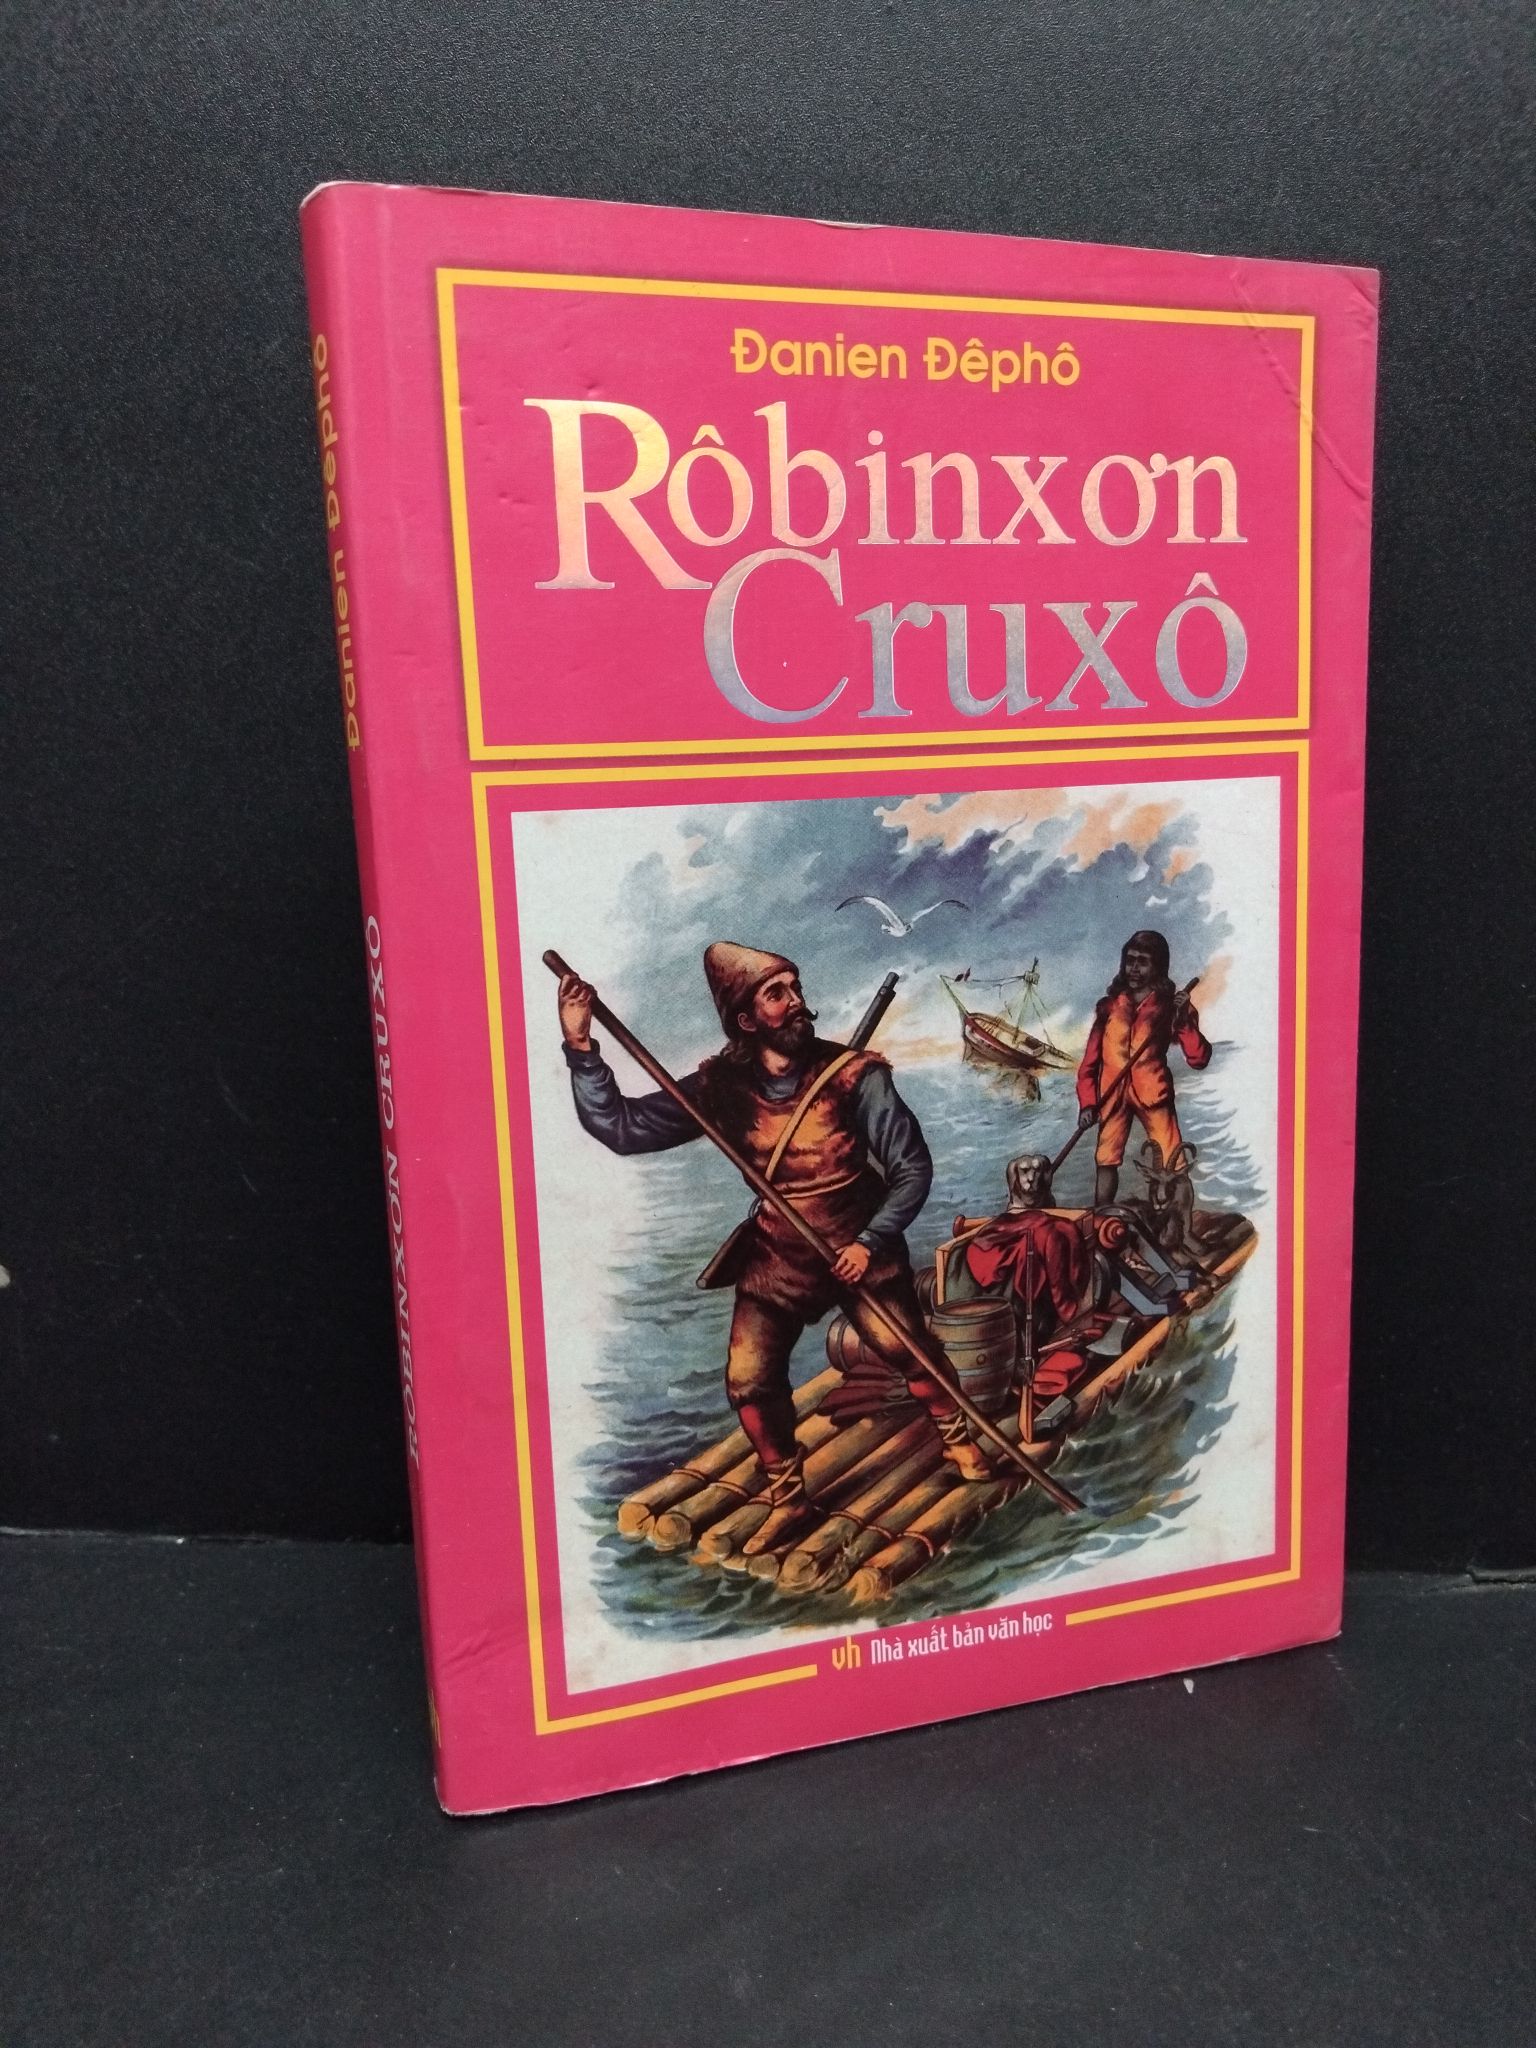 Đanien Đêphô
Rôbinxơn
Cruxô
vh Nhà xuất bản văn học
Đanien Đêphô
RÔBINXƠN CRUXÔ